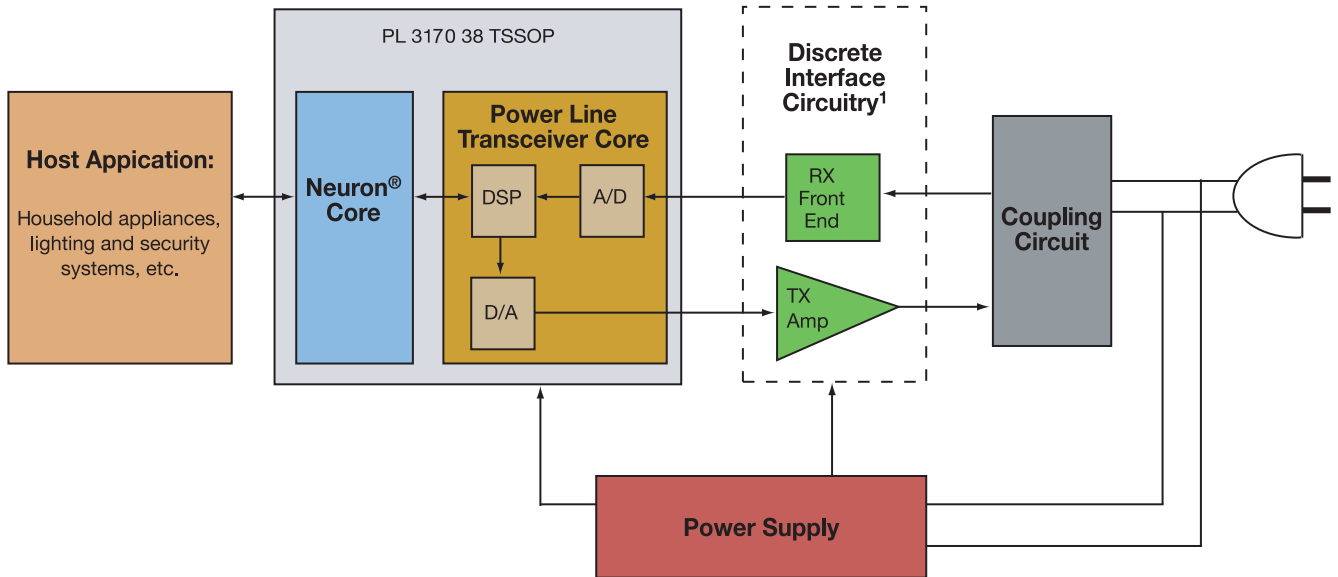 PL 3170 38 TSSOP
Host Appication:
Household appliances,
lighting and security
systems, etc.
Neuron®
Core
Power Line
Transceiver Core
DSP
A/D
D/A
Discrete
Interface
Circuitry¹
RX
Front
End
TX
Amp
Coupling
Circuit
Power Supply